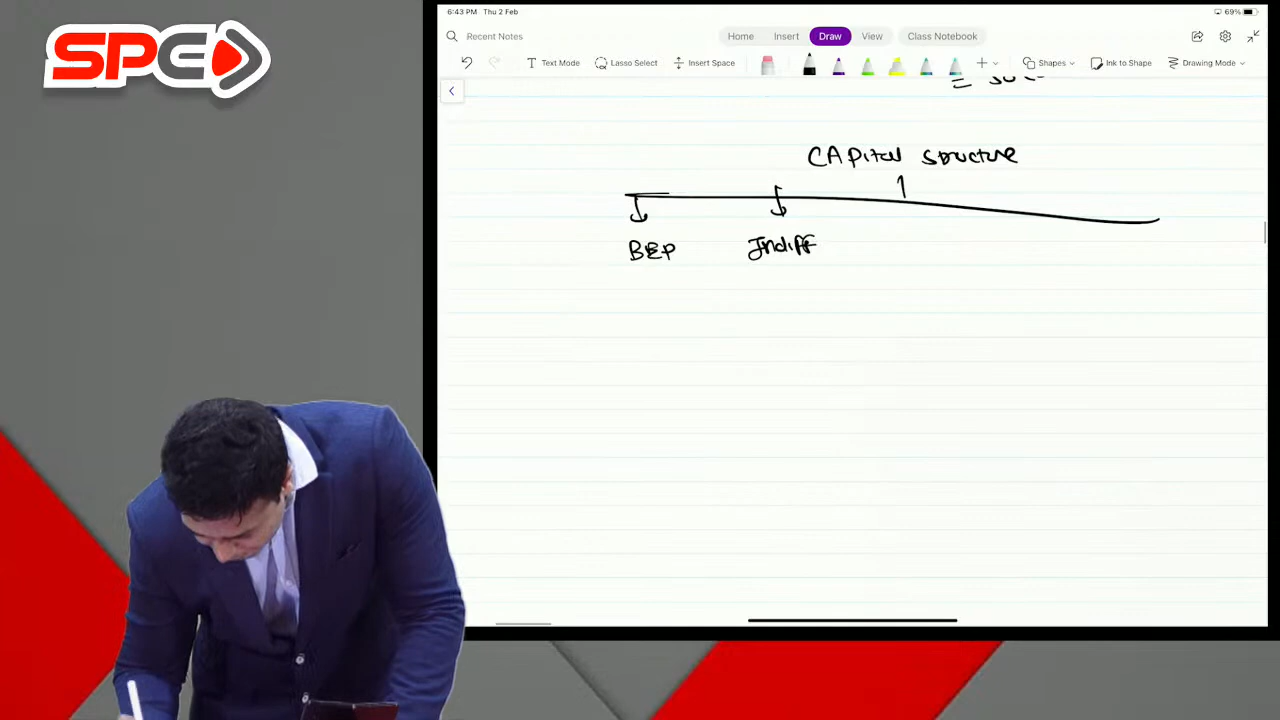 SPED
6:43 PM Thu 2 Feb
69%
Recent Notes
Home Insert Draw View Class Notebook
Text Mode Lasso Select Insert Space Shapes Ink to Shape Drawing Mode
CAPital structure
BEP Indiff